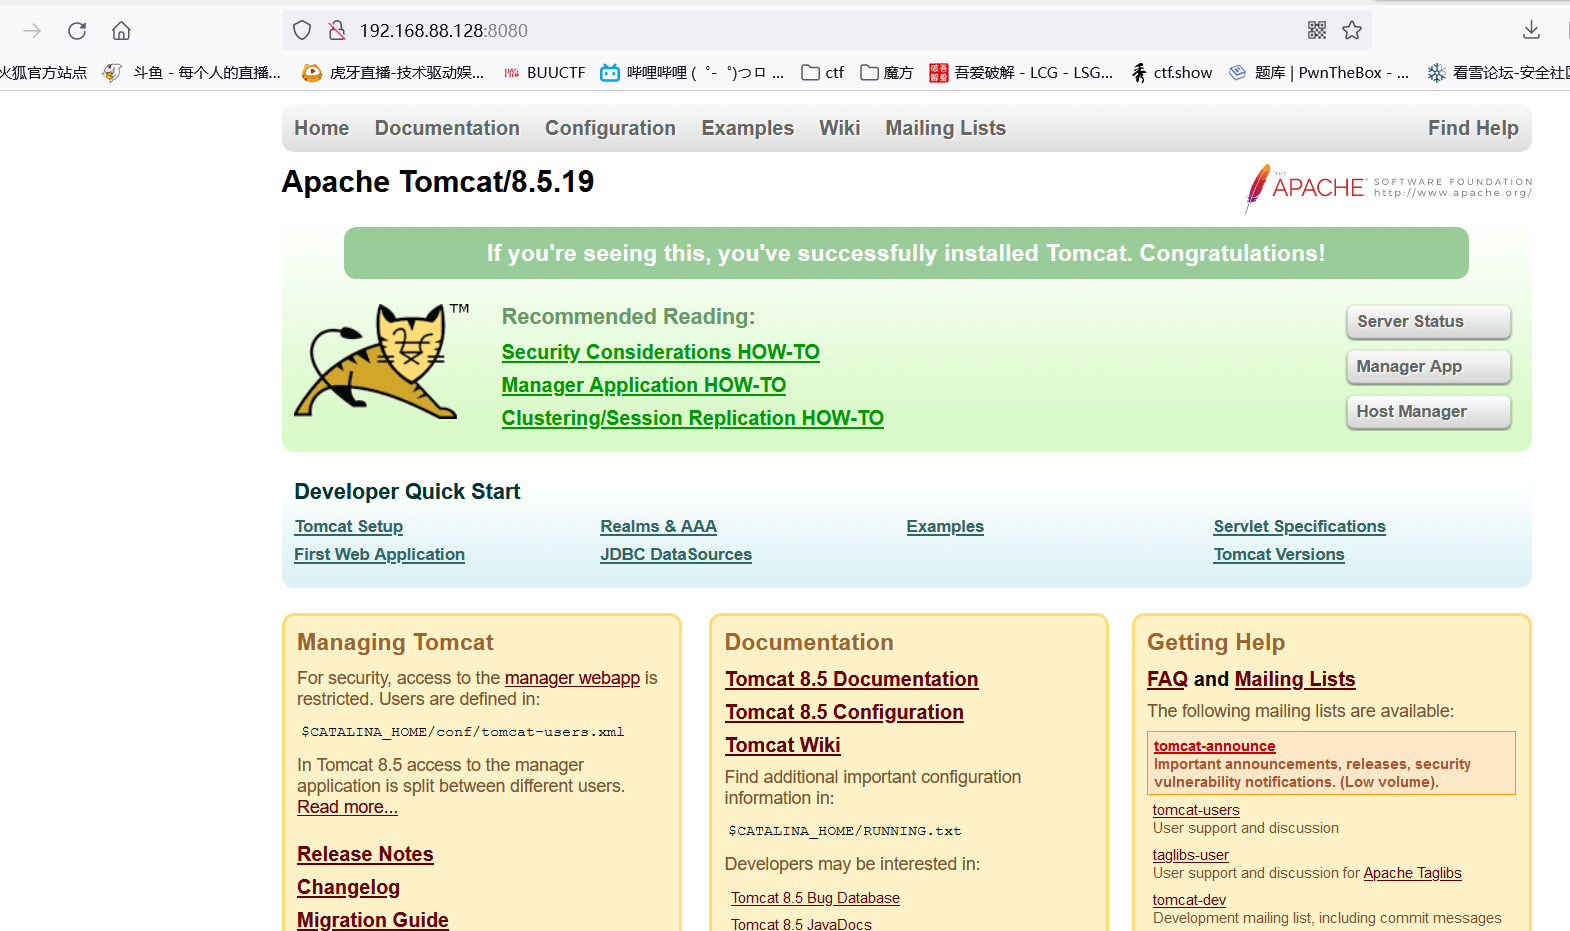 192.168.88.128:8080
火狐官方站点 斗鱼 - 每个人的直播... 虎牙直播-技术驱动娱... BUUCTF 哔哩哔哩 ( ゜- ゜)つロ ... ctf 魔方 吾爱破解 - LCG - LSG... ctf.show 题库 | PwnTheBox - ... 看雪论坛-安全社区
Home Documentation Configuration Examples Wiki Mailing Lists Find Help
Apache Tomcat/8.5.19
THE APACHE SOFTWARE FOUNDATION
http://www.apache.org/
If you're seeing this, you've successfully installed Tomcat. Congratulations!
TM
Recommended Reading:
Security Considerations HOW-TO
Manager Application HOW-TO
Clustering/Session Replication HOW-TO
Server Status
Manager App
Host Manager
Developer Quick Start
Tomcat Setup
First Web Application
Realms & AAA
JDBC DataSources
Examples
Servlet Specifications
Tomcat Versions
Managing Tomcat
For security, access to the manager webapp is
restricted. Users are defined in:
$CATALINA_HOME/conf/tomcat-users.xml
In Tomcat 8.5 access to the manager
application is split between different users.
Read more...
Release Notes
Changelog
Migration Guide
Documentation
Tomcat 8.5 Documentation
Tomcat 8.5 Configuration
Tomcat Wiki
Find additional important configuration
information in:
$CATALINA_HOME/RUNNING.txt
Developers may be interested in:
Tomcat 8.5 Bug Database
Tomcat 8.5 JavaDocs
Getting Help
FAQ and Mailing Lists
The following mailing lists are available:
tomcat-announce
Important announcements, releases, security
vulnerability notifications. (Low volume).
tomcat-users
User support and discussion
taglibs-user
User support and discussion for Apache Taglibs
tomcat-dev
Development mailing list, including commit messages